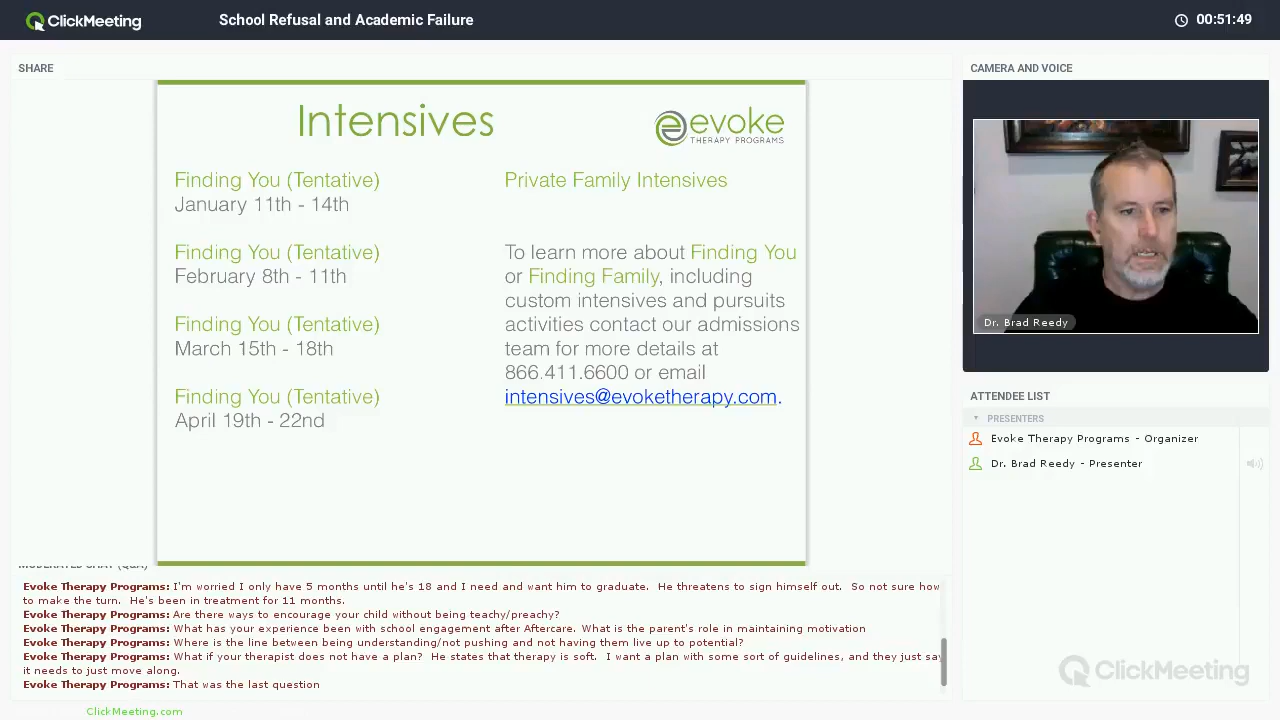 ClickMeeting
School Refusal and Academic Failure
00:51:49
SHARE
Intensives
evoke
THERAPY PROGRAMS
Finding You (Tentative)
January 11th - 14th
Finding You (Tentative)
February 8th - 11th
Finding You (Tentative)
March 15th - 18th
Finding You (Tentative)
April 19th - 22nd
Private Family Intensives
To learn more about Finding You
or Finding Family, including
custom intensives and pursuits
activities contact our admissions
team for more details at
866.411.6600 or email
intensives@evoketherapy.com.
CAMERA AND VOICE
Dr. Brad Reedy
ATTENDEE LIST
PRESENTERS
Evoke Therapy Programs - Organizer
Dr. Brad Reedy - Presenter
MODERATED CHAT (Q&A)
Evoke Therapy Programs: I'm worried I only have 5 months until he's 18 and I need and want him to graduate. He threatens to sign himself out. So not sure how
to make the turn. He's been in treatment for 11 months.
Evoke Therapy Programs: Are there ways to encourage your child without being teachy/preachy?
Evoke Therapy Programs: What has your experience been with school engagement after Aftercare. What is the parent's role in maintaining motivation
Evoke Therapy Programs: Where is the line between being understanding/not pushing and not having them live up to potential?
Evoke Therapy Programs: What if your therapist does not have a plan? He states that therapy is soft. I want a plan with some sort of guidelines, and they just say
it needs to just move along.
Evoke Therapy Programs: That was the last question
ClickMeeting
ClickMeeting.com